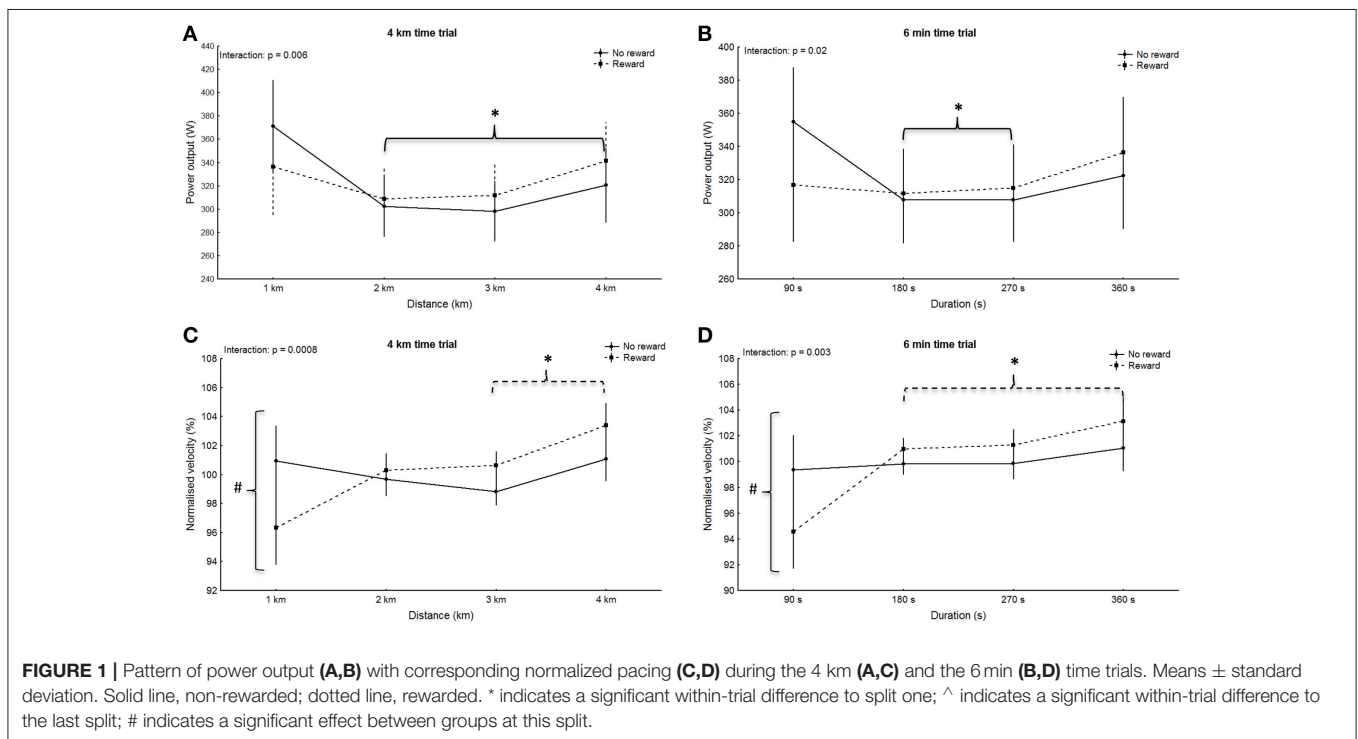 A
4 km time trial
Interaction: p = 0.006
No reward
Reward
*
Power output (W)
440
420
400
380
360
340
320
300
280
260
240
1 km
2 km
3 km
4 km
Distance (km)
B
6 min time trial
Interaction: p = 0.02
No reward
Reward
*
Power output (W)
400
380
360
340
320
300
280
260
90 s
180 s
270 s
360 s
Duration (s)
C
4 km time trial
Interaction: p = 0.0008
No reward
Reward
*
#
Normalised velocity (%)
108
106
104
102
100
98
96
94
92
1 km
2 km
3 km
4 km
Distance (km)
D
6 min time trial
Interaction: p = 0.003
No reward
Reward
*
#
Normalised velocity (%)
108
106
104
102
100
98
96
94
92
90
90 s
180 s
270 s
360 s
Duration (s)
FIGURE 1 | Pattern of power output (A,B) with corresponding normalized pacing (C,D) during the 4 km (A,C) and the 6 min (B,D) time trials. Means ± standard
deviation. Solid line, non-rewarded; dotted line, rewarded. * indicates a significant within-trial difference to split one; ^ indicates a significant within-trial difference to
the last split; # indicates a significant effect between groups at this split.